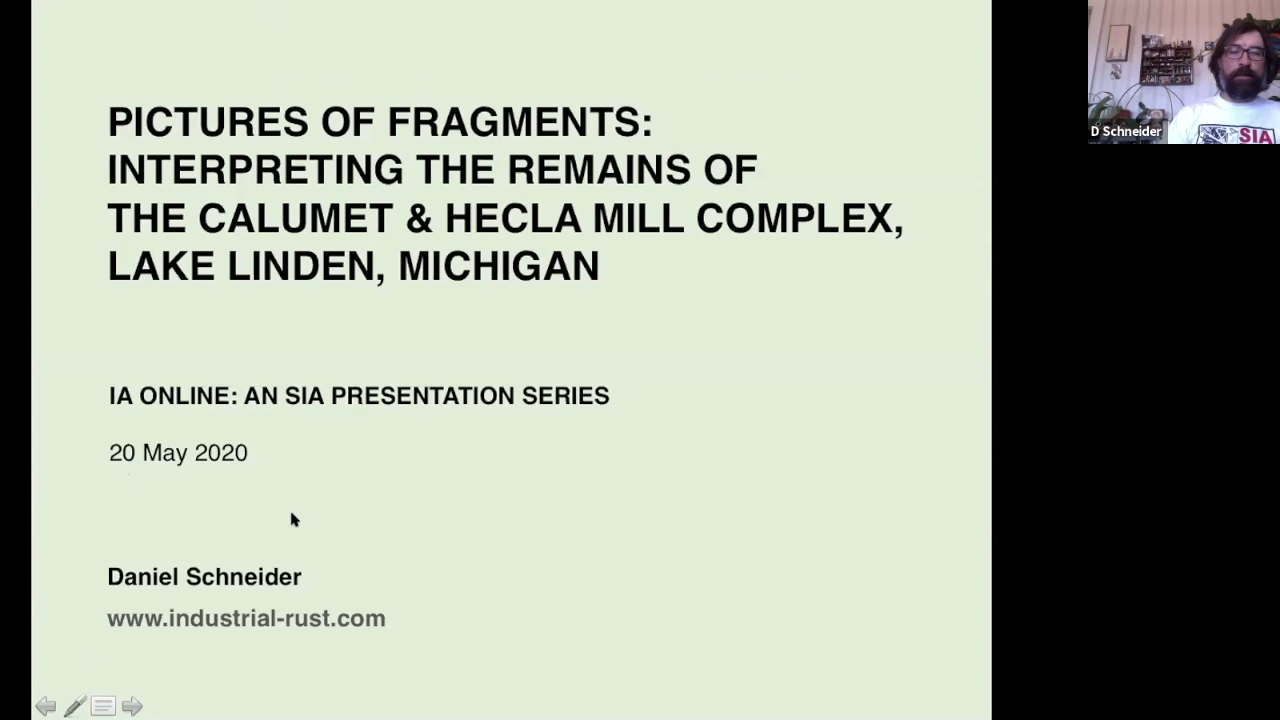 PICTURES OF FRAGMENTS:
INTERPRETING THE REMAINS OF
THE CALUMET & HECLA MILL COMPLEX,
LAKE LINDEN, MICHIGAN
IA ONLINE: AN SIA PRESENTATION SERIES
20 May 2020
Daniel Schneider
www.industrial-rust.com
D Schneider
SIA